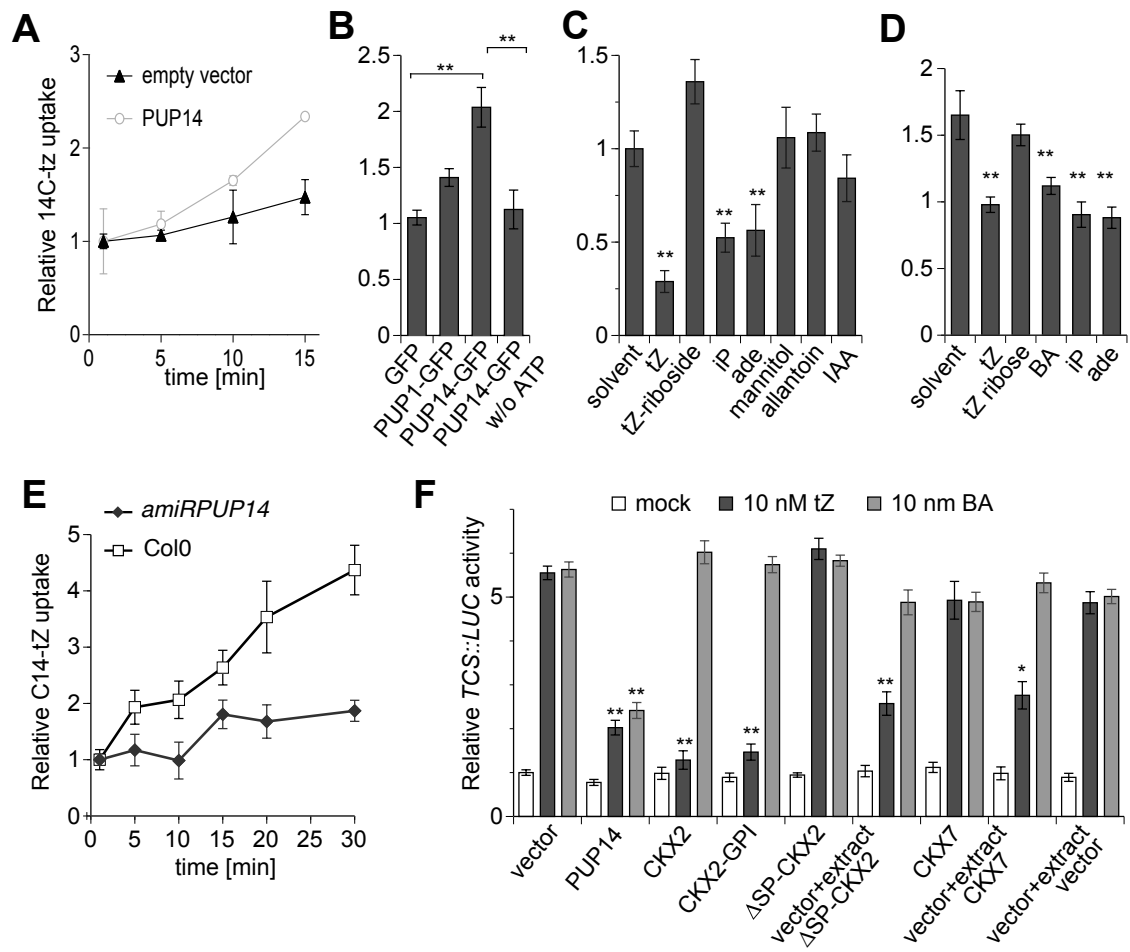 A
Relative 14C-tz uptake
3
2
1
0
empty vector
PUP14
0
5
10
15
time [min]
B
**
**
2.5
2
1.5
1
0.5
0
GFP
PUP1-GFP
PUP14-GFP
PUP14-GFP
w/o ATP
C
1.5
1
0.5
0
**
**
**
solvent
tZ
tZ-riboside
iP
ade
mannitol
allantoin
IAA
D
2
1.5
1
0.5
0
**
**
**
**
solvent
tZ
tZ ribose
BA
iP
ade
E
amiRPUP14
Col0
Relative C14-tZ uptake
5
4
3
2
1
0
0
5
10
15
20
25
30
time [min]
F
mock
10 nM tZ
10 nm BA
Relative TCS::LUC activity
5
0
**
**
**
**
**
*
vector
PUP14
CKX2
CKX2-GPI
ΔSP-CKX2
vector+extract
ΔSP-CKX2
CKX7
vector+extract
CKX7
vector+extract
vector